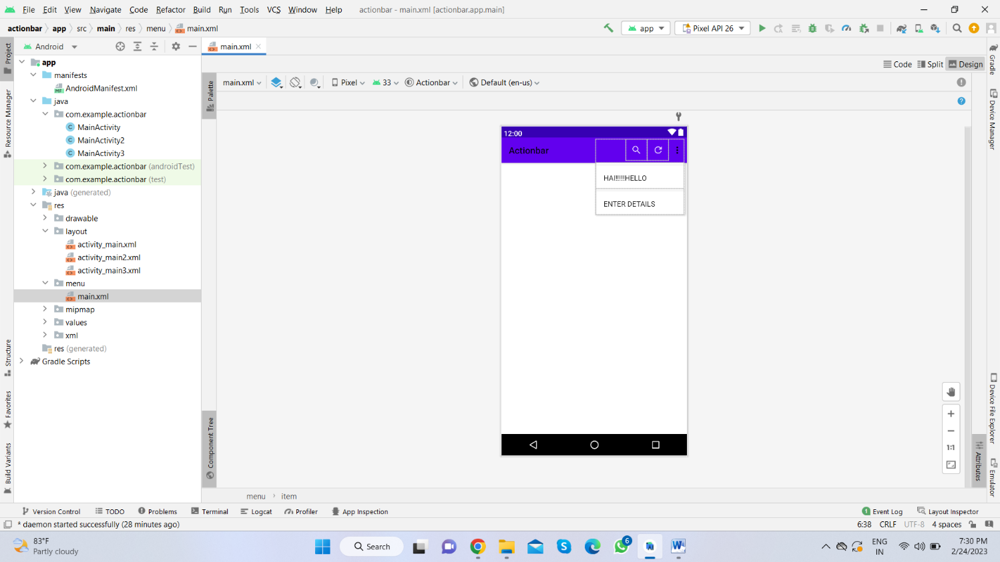 File Edit View Navigate Code Refactor Build Run Tools VCS Window Help actionbar - main.xml [actionbar.app.main]
actionbar app src main res menu main.xml app Pixel API 26
Project
Android
main.xml
Code Split Design
app
manifests
AndroidManifest.xml
java
com.example.actionbar
MainActivity
MainActivity2
MainActivity3
com.example.actionbar (androidTest)
com.example.actionbar (test)
java (generated)
res
drawable
layout
activity_main.xml
activity_main2.xml
activity_main3.xml
menu
main.xml
mipmap
values
xml
res (generated)
Gradle Scripts
Resource Manager
Structure
Favorites
Build Variants
Palette
Component Tree
main.xml Pixel 33 Actionbar Default (en-us)
12:00
Actionbar
HAI!!!!!!HELLO
ENTER DETAILS
1:1
Gradle
Device Manager
Device File Explorer
Attributes
Emulator
menu item
Version Control TODO Problems Terminal Logcat Profiler App Inspection 1 Event Log Layout Inspector
* daemon started successfully (28 minutes ago) 6:38 CRLF UTF-8 4 spaces
83°F
Partly cloudy
Search
6
ENG
IN
7:30 PM
2/24/2023